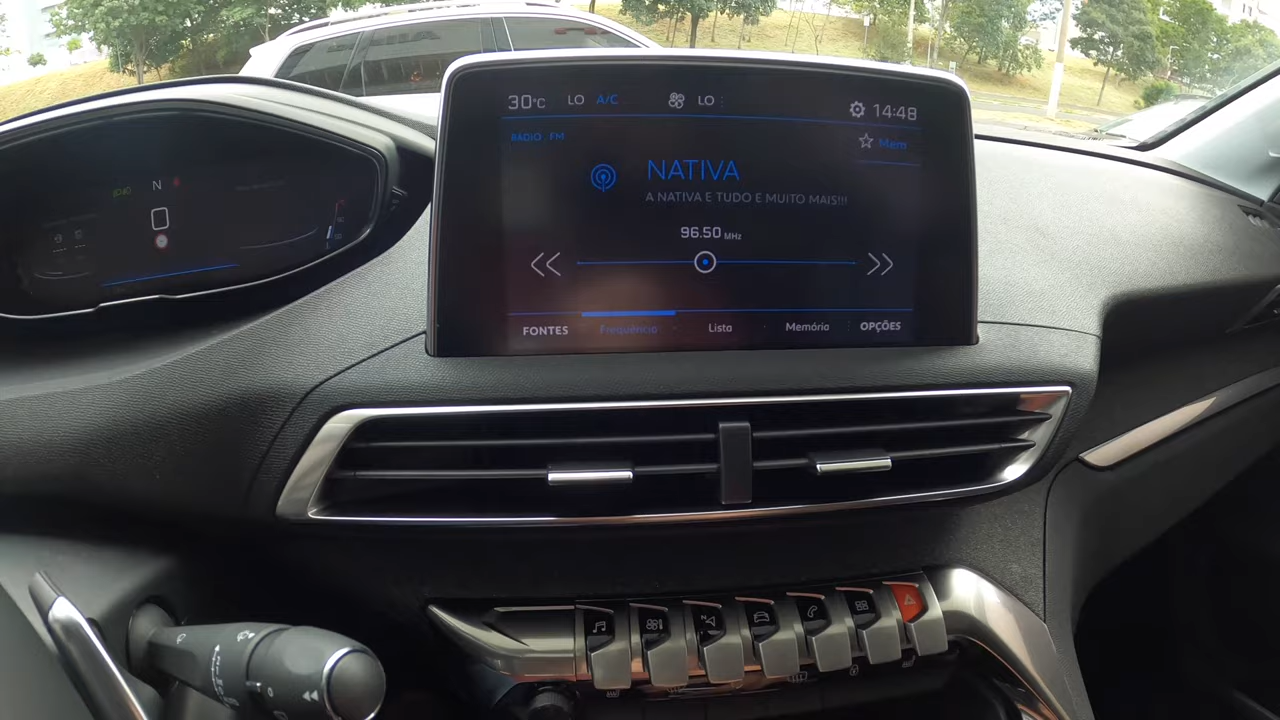 30°C LO A/C LO 14:48
RÁDIO FM
Mem
NATIVA
A NATIVA E TUDO E MUITO MAIS!!!
96.50 MHz
FONTES Frequência Lista Memória OPÇÕES
N